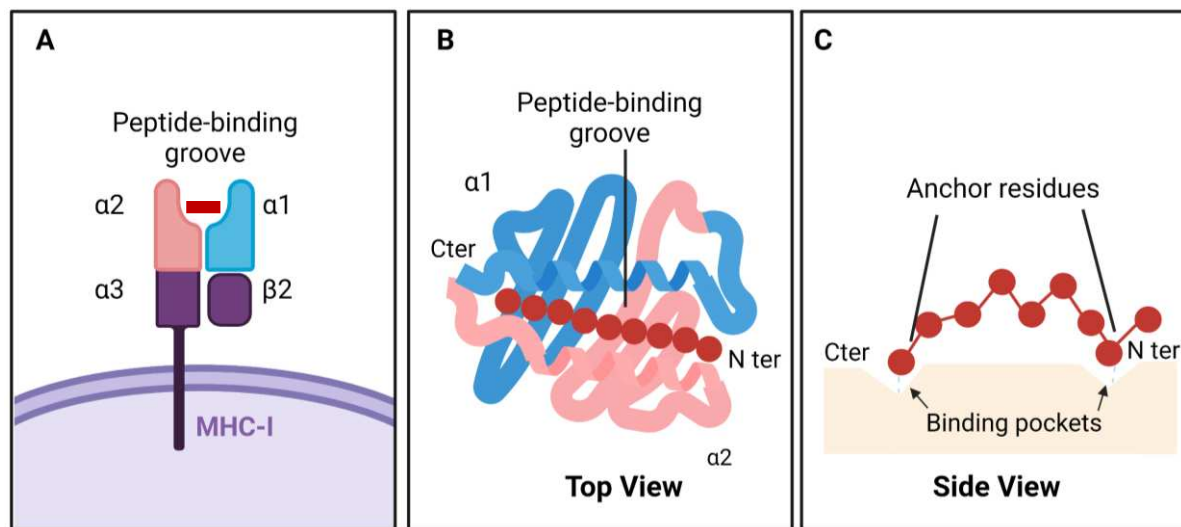 A
Peptide-binding
groove
α2
α1
α3
β2
MHC-I
B
Peptide-binding
groove
α1
Cter
N ter
α2
Top View
C
Anchor residues
Cter
N ter
Binding pockets
Side View